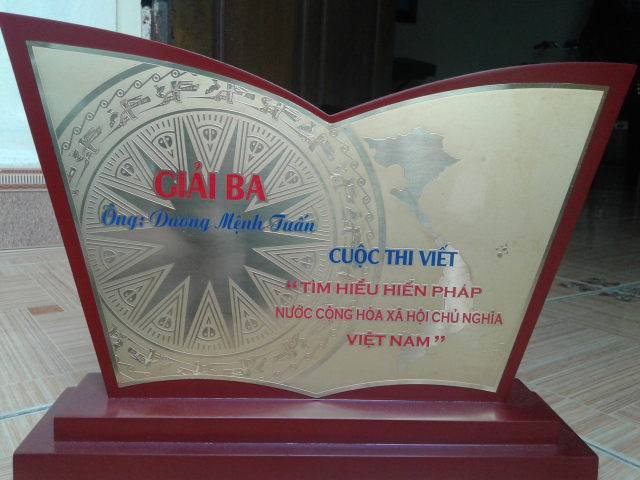 GIẢI BA
Ông: Dương Mệnh Tuấn
CUỘC THI VIẾT
“ TÌM HIỂU HIẾN PHÁP
NƯỚC CỘNG HÒA XÃ HỘI CHỦ NGHĨA
VIỆT NAM ”